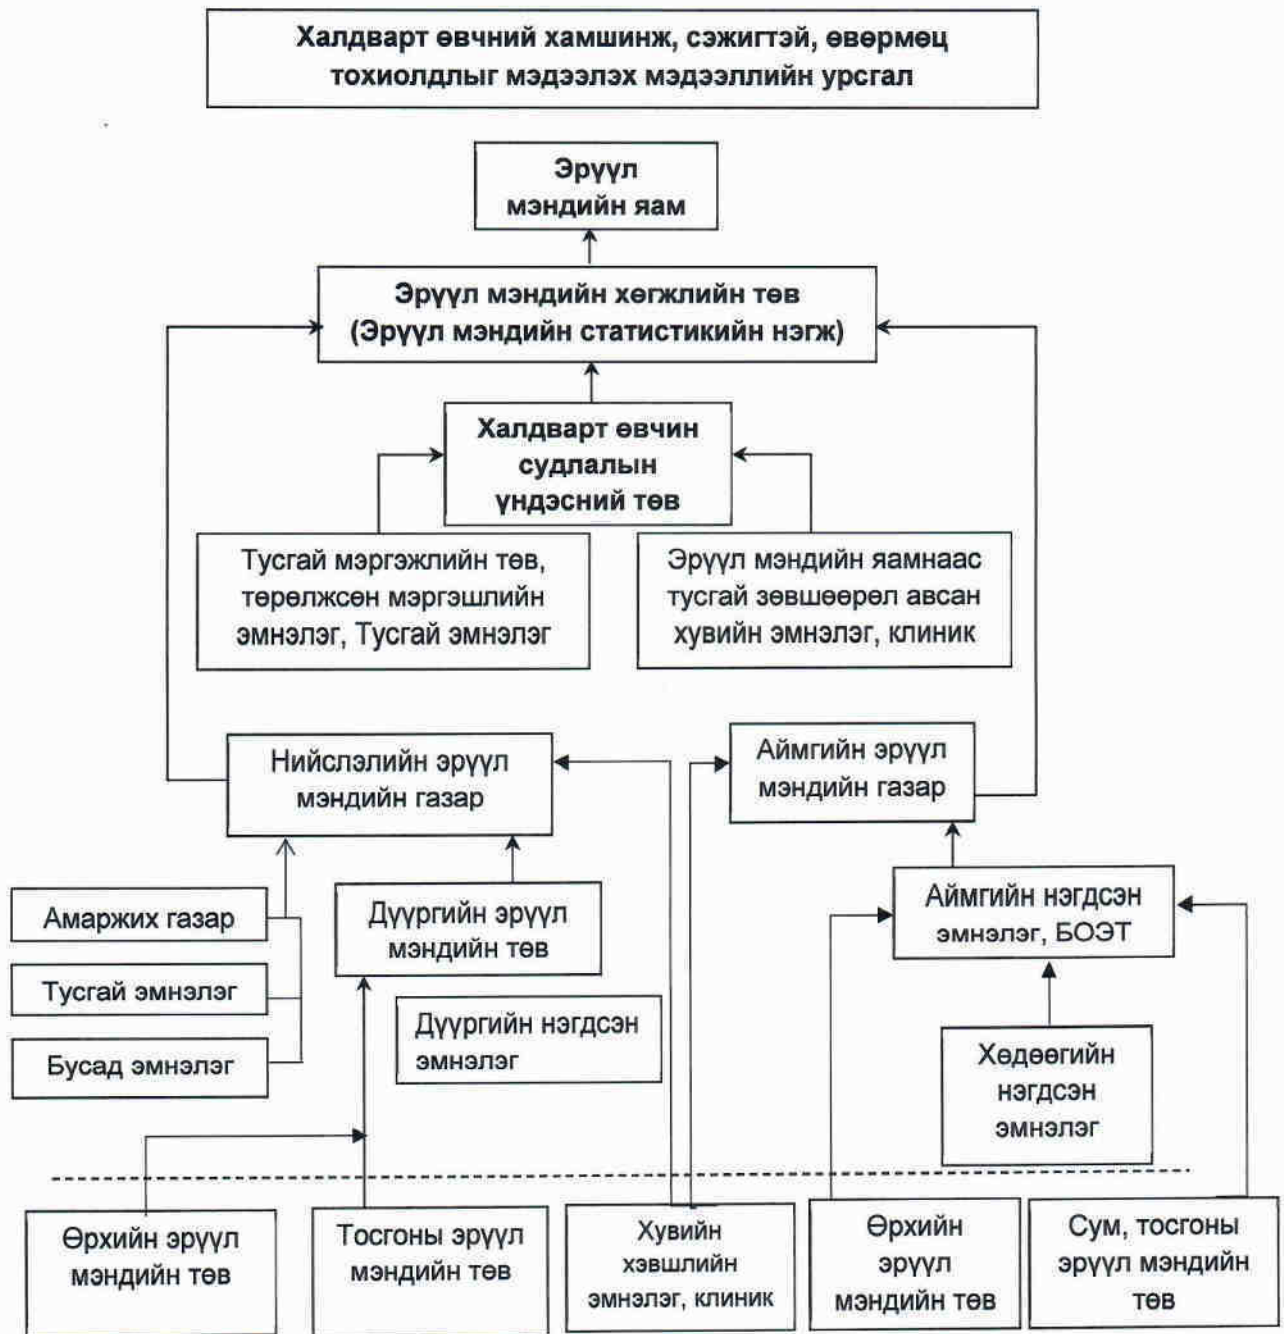 Халдварт өвчний хамшинж, сэжигтэй, өвөрмөц
тохиолдлыг мэдээлэх мэдээллийн урсгал
Эрүүл
мэндийн яам
Эрүүл мэндийн хөгжлийн төв
(Эрүүл мэндийн статистикийн нэгж)
Халдварт өвчин
судлалын
үндэсний төв
Тусгай мэргэжлийн төв,
төрөлжсөн мэргэшлийн
эмнэлэг, Тусгай эмнэлэг
Эрүүл мэндийн яамнаас
тусгай зөвшөөрөл авсан
хувийн эмнэлэг, клиник
Нийслэлийн эрүүл
мэндийн газар
Аймгийн эрүүл
мэндийн газар
Амаржих газар
Тусгай эмнэлэг
Бусад эмнэлэг
Дүүргийн эрүүл
мэндийн төв
Дүүргийн нэгдсэн
эмнэлэг
Аймгийн нэгдсэн
эмнэлэг, БОЭТ
Хөдөөгийн
нэгдсэн
эмнэлэг
Өрхийн эрүүл
мэндийн төв
Тосгоны эрүүл
мэндийн төв
Хувийн
хэвшлийн
эмнэлэг, клиник
Өрхийн
эрүүл
мэндийн төв
Сум, тосгоны
эрүүл мэндийн
төв